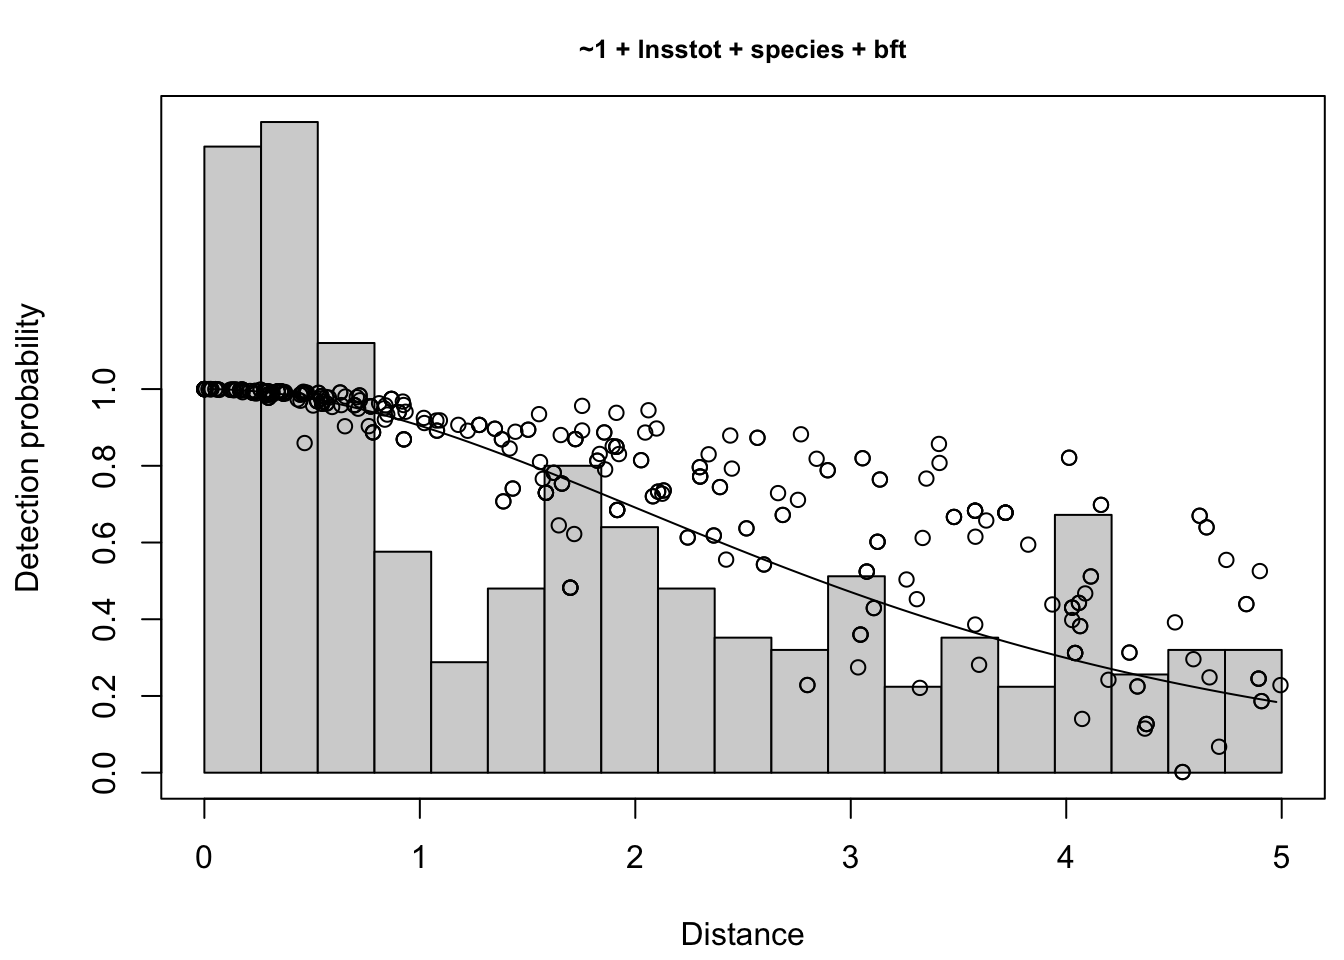 ~1 + lnsstot + species + bft
Detection probability
1.0
0.8
0.6
0.4
0.2
0.0
0 1 2 3 4 5
Distance